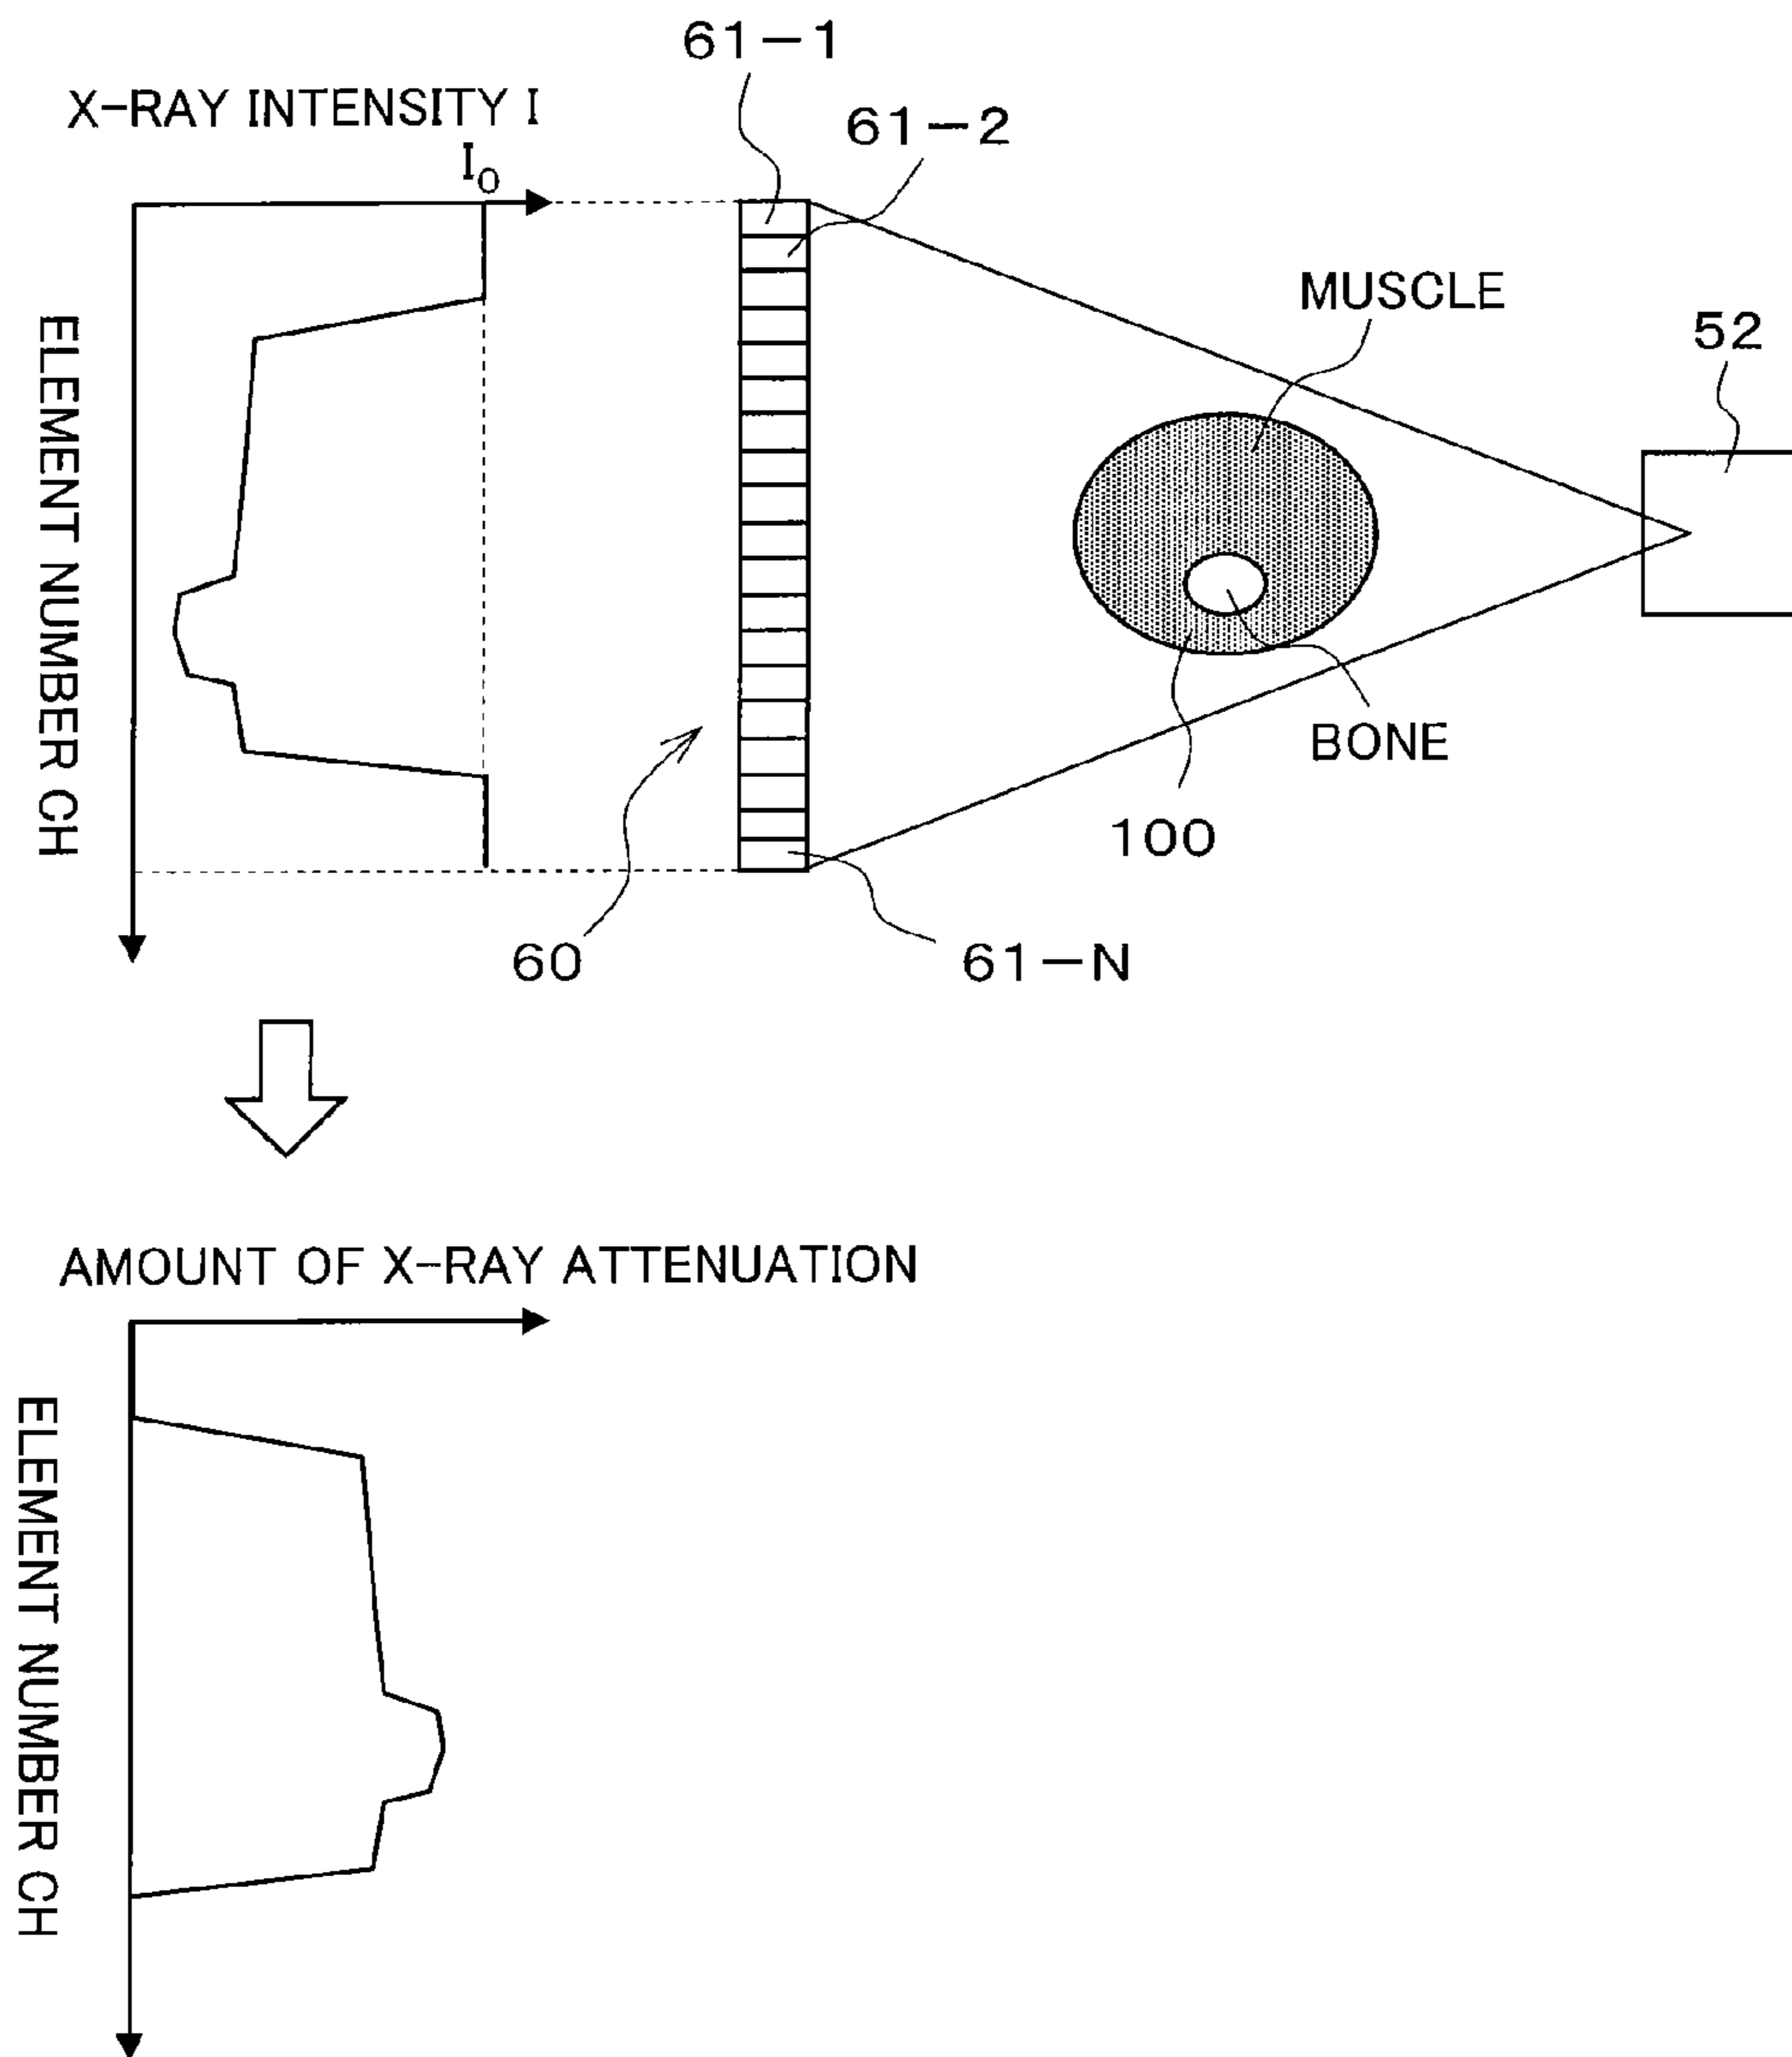 61-1
X-RAY INTENSITY I
61-2
I0
MUSCLE
52
ELEMENT NUMBER CH
BONE
100
60
61-N
AMOUNT OF X-RAY ATTENUATION
ELEMENT NUMBER CH